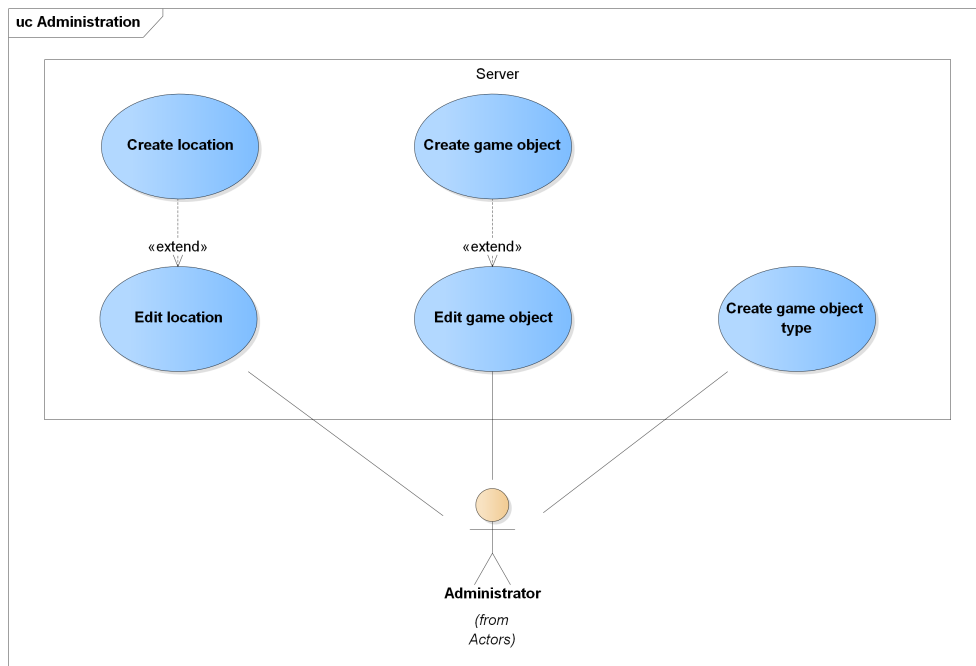 uc Administration
Server
Create location
Create game object
«extend»
«extend»
Edit location
Edit game object
Create game object
type
Administrator
(from
Actors)